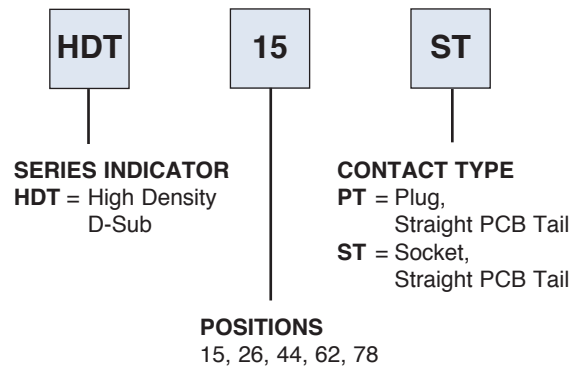 HDT 15 ST
SERIES INDICATOR
HDT = High Density
D-Sub
CONTACT TYPE
PT = Plug,
Straight PCB Tail
ST = Socket,
Straight PCB Tail
POSITIONS
15, 26, 44, 62, 78